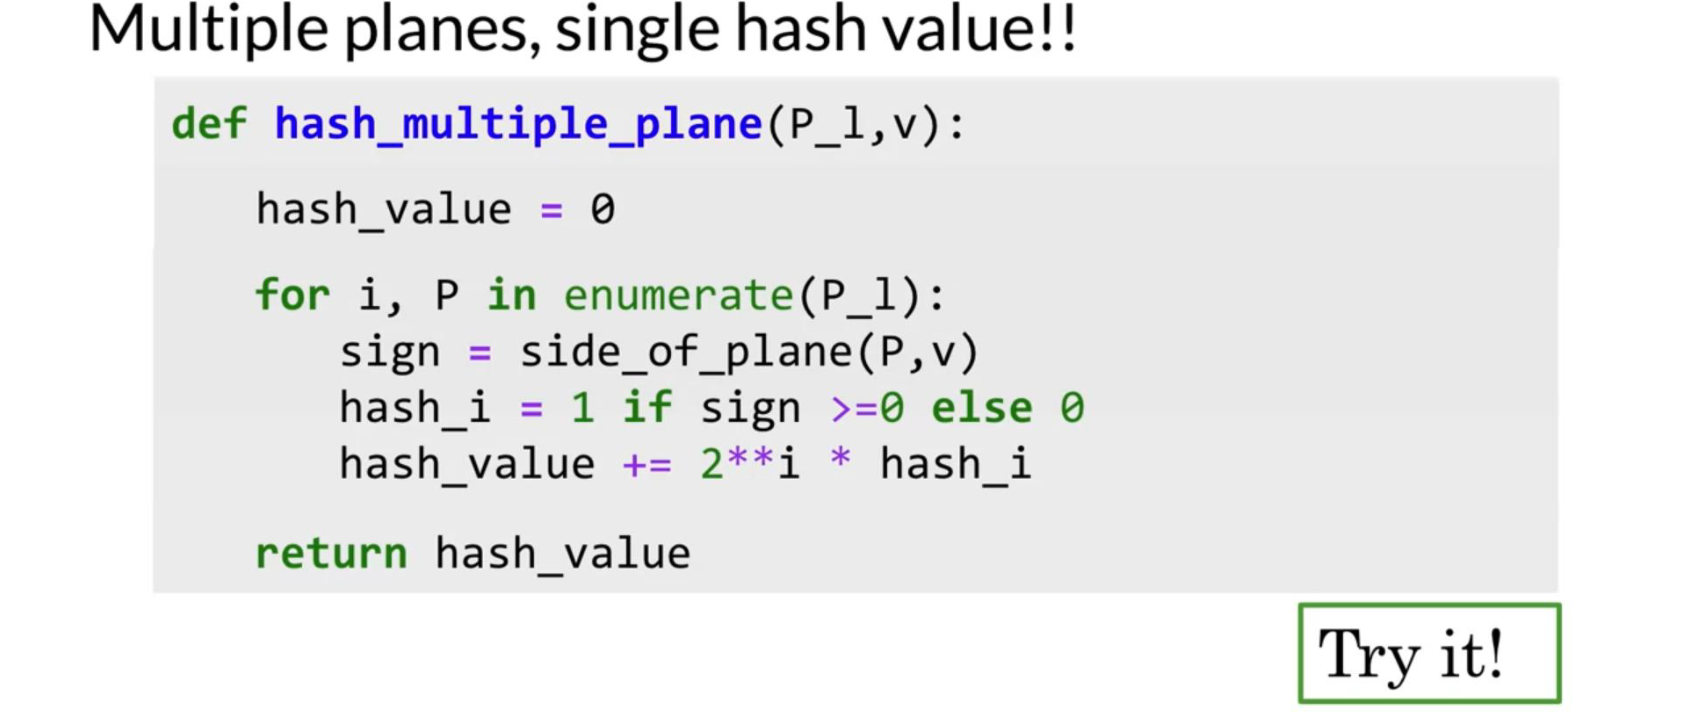 Multiple planes, single hash value!!
def hash_multiple_plane(P_l,v):
hash_value = 0
for i, P in enumerate(P_l):
sign = side_of_plane(P,v)
hash_i = 1 if sign >=0 else 0
hash_value += 2**i * hash_i
return hash_value
Try it!